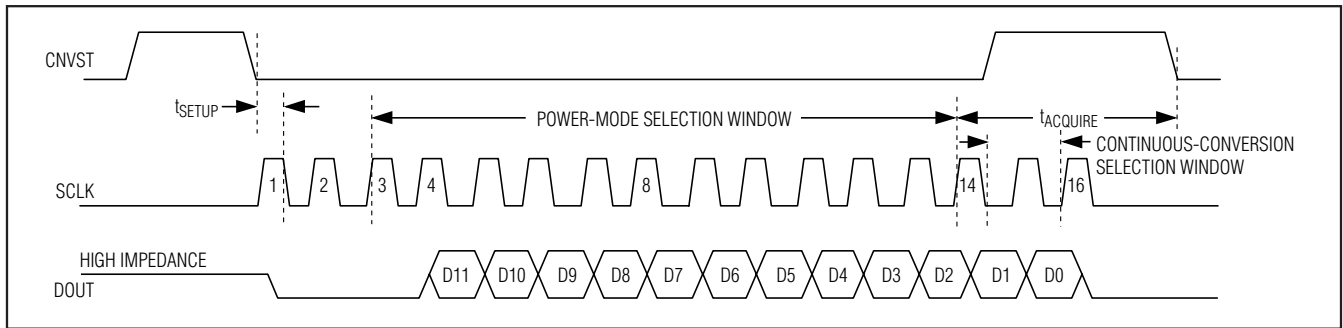 CNVST
tSETUP
POWER-MODE SELECTION WINDOW
tACQUIRE
CONTINUOUS-CONVERSION
SELECTION WINDOW
SCLK
1 2 3 4 8 14 16
HIGH IMPEDANCE
DOUT
D11 D10 D9 D8 D7 D6 D5 D4 D3 D2 D1 D0